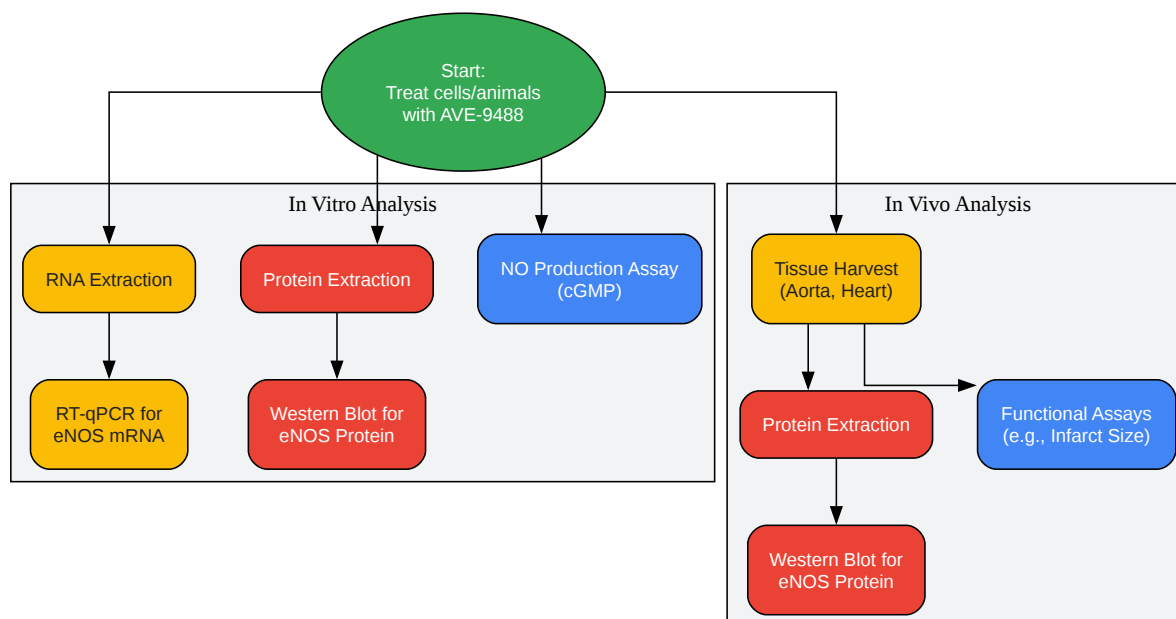 Start:
Treat cells/animals
with AVE-9488
In Vitro Analysis
RNA Extraction
Protein Extraction
NO Production Assay
(cGMP)
RT-qPCR for
eNOS mRNA
Western Blot for
eNOS Protein
In Vivo Analysis
Tissue Harvest
(Aorta, Heart)
Protein Extraction
Functional Assays
(e.g., Infarct Size)
Western Blot for
eNOS Protein